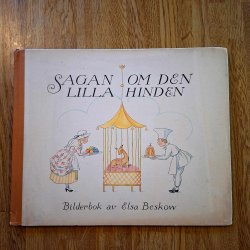 SAGAN OM DEN
LILLA HINDEN
Bilderbok av Elsa Beskow